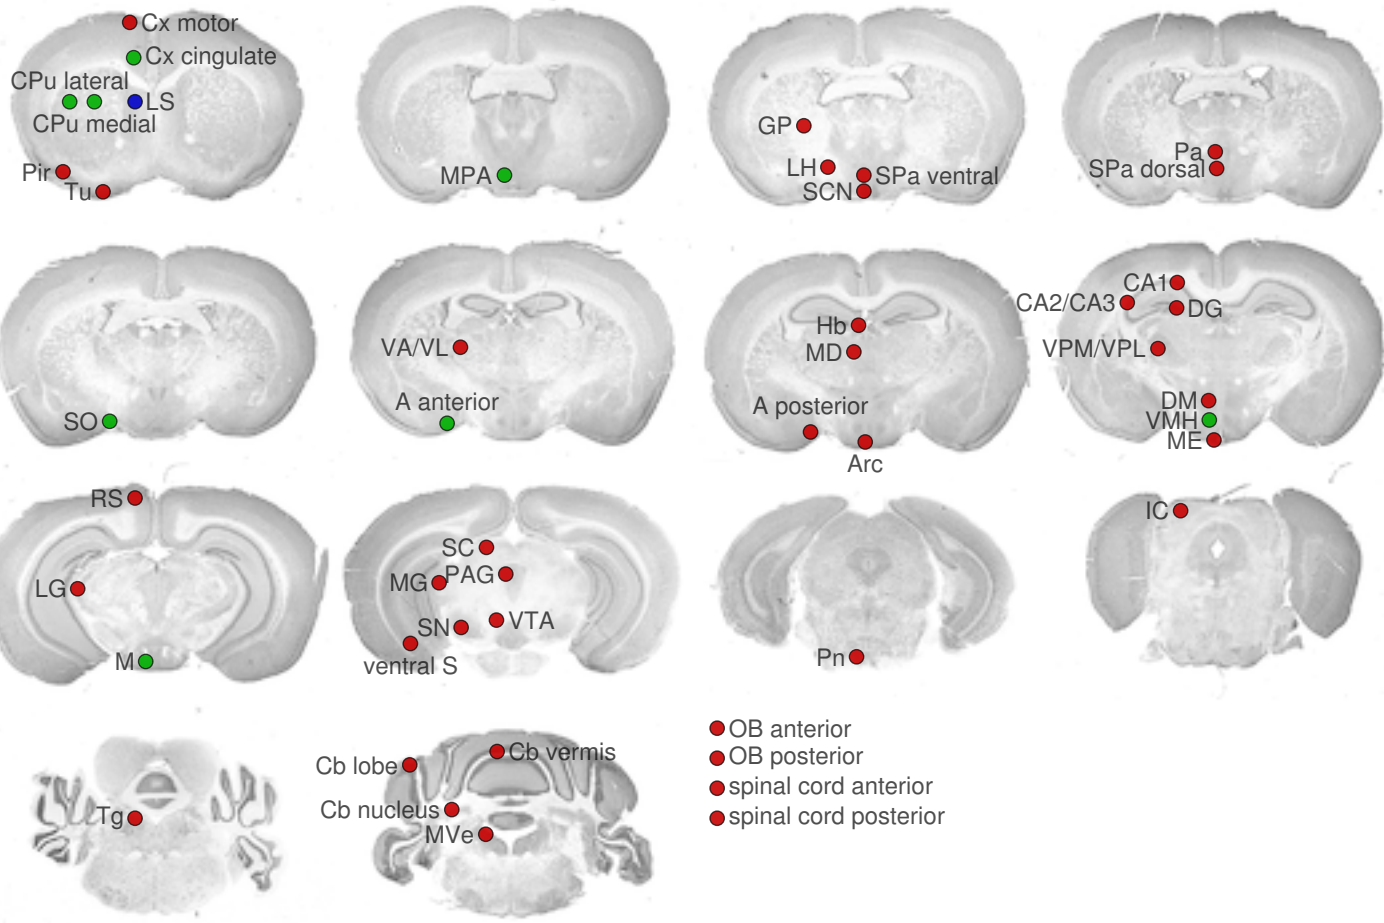 Cx motor
Cx cingulate
CPu lateral
LS
CPu medial
Pir
Tu
MPA
GP
LH
SPa ventral
SCN
Pa
SPa dorsal
SO
VA/VL
A anterior
Hb
MD
A posterior
Arc
CA1
CA2/CA3
DG
VPM/VPL
DM
VMH
ME
RS
LG
M
SC
MG
PAG
SN
VTA
ventral S
Pn
IC
Tg
Cb vermis
Cb lobe
Cb nucleus
MVe
OB anterior
OB posterior
spinal cord anterior
spinal cord posterior